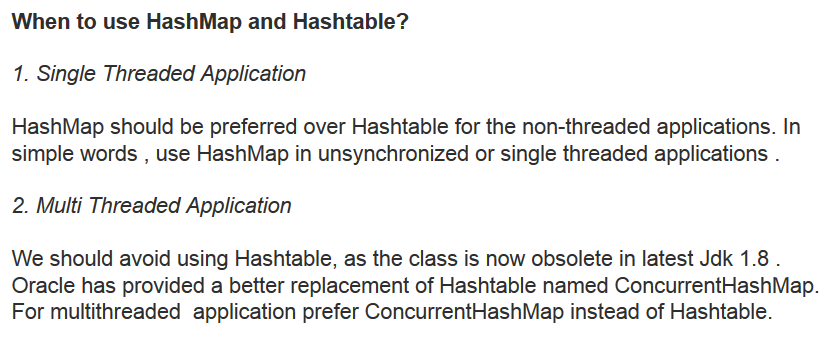 When to use HashMap and Hashtable?
1. Single Threaded Application
HashMap should be preferred over Hashtable for the non-threaded applications. In
simple words , use HashMap in unsynchronized or single threaded applications .
2. Multi Threaded Application
We should avoid using Hashtable, as the class is now obsolete in latest Jdk 1.8 .
Oracle has provided a better replacement of Hashtable named ConcurrentHashMap.
For multithreaded  application prefer ConcurrentHashMap instead of Hashtable.